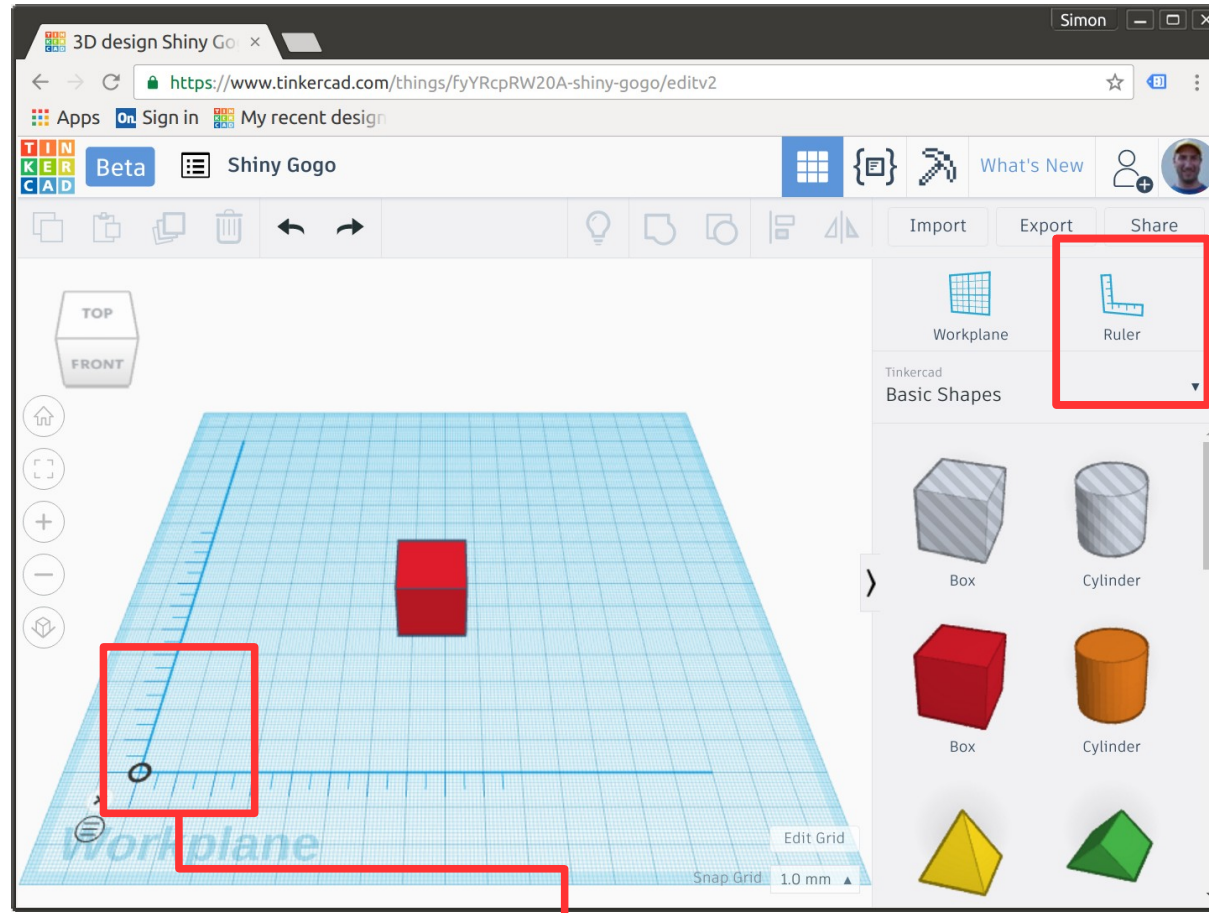 Simon
3D design Shiny Go
https://www.tinkercad.com/things/fyYRcpRW20A-shiny-gogo/editv2
Apps On. Sign in My recent design
TIN
KER
CAD
Beta Shiny Gogo What's New
Import Export Share
TOP
FRONT
Workplane Ruler
Tinkercad
Basic Shapes
Box Cylinder
Box Cylinder
Workplane
Edit Grid
Snap Grid 1.0 mm